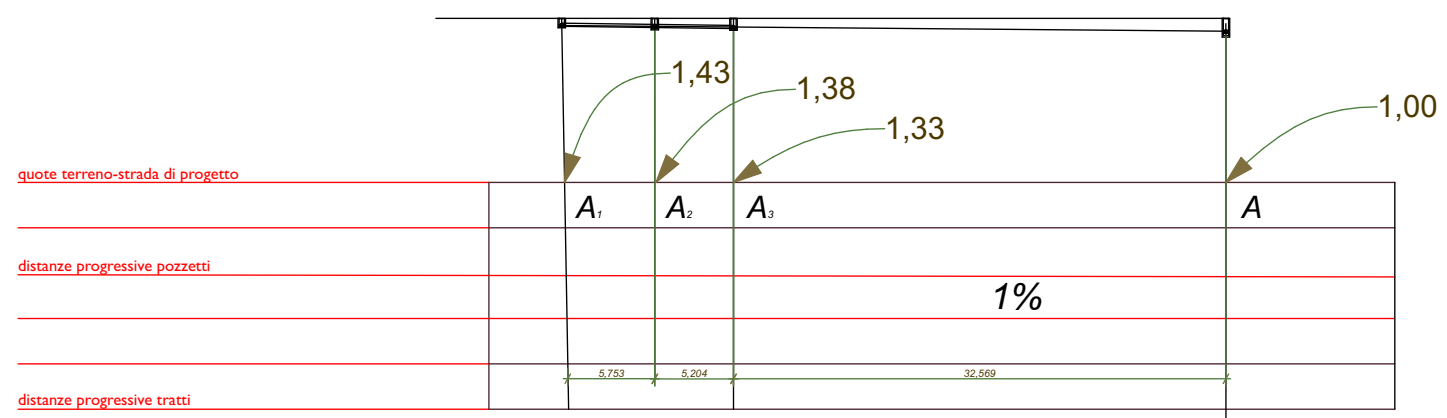 1,43
1,38
1,00
1,33
quote terreno-strada di progetto
A1 A2 A3 A
distanze progressive pozzetti
1%
5,753 5,204 32,569
distanze progressive tratti